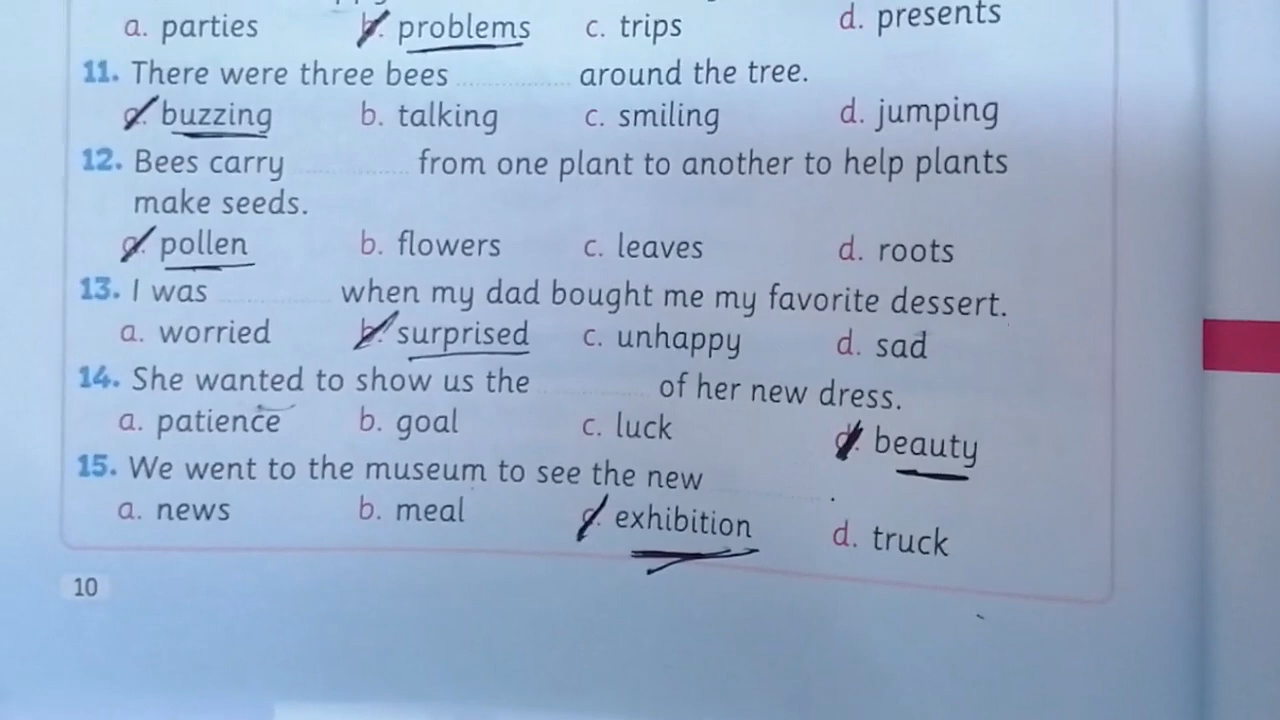 a. parties b. problems c. trips d. presents
11. There were three bees ............ around the tree.
a. buzzing b. talking c. smiling d. jumping
12. Bees carry ............ from one plant to another to help plants
make seeds.
a. pollen b. flowers c. leaves d. roots
13. I was ............ when my dad bought me my favorite dessert.
a. worried b. surprised c. unhappy d. sad
14. She wanted to show us the ............ of her new dress.
a. patience b. goal c. luck d. beauty
15. We went to the museum to see the new ............ .
a. news b. meal c. exhibition d. truck
10